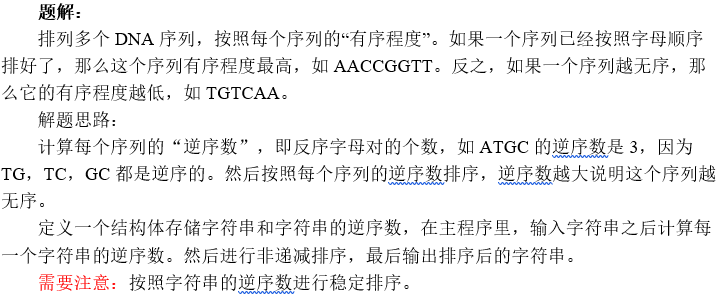 题解:
排列多个 DNA 序列，按照每个序列的“有序程度”。如果一个序列已经按照字母顺序
排好了，那么这个序列有序程度最高，如 AACCGGTT。反之，如果一个序列越无序，那
么它的有序程度越低，如 TGTCAA。
解题思路:
计算每个序列的“逆序数”，即反序字母对的个数，如 ATGC 的逆序数是 3，因为
TG，TC，GC 都是逆序的。然后按照每个序列的逆序数排序，逆序数越大说明这个序列越
无序。
定义一个结构体存储字符串和字符串的逆序数，在主程序里，输入字符串之后计算每
一个字符串的逆序数。然后进行非递减排序，最后输出排序后的字符串。
需要注意：按照字符串的逆序数进行稳定排序。